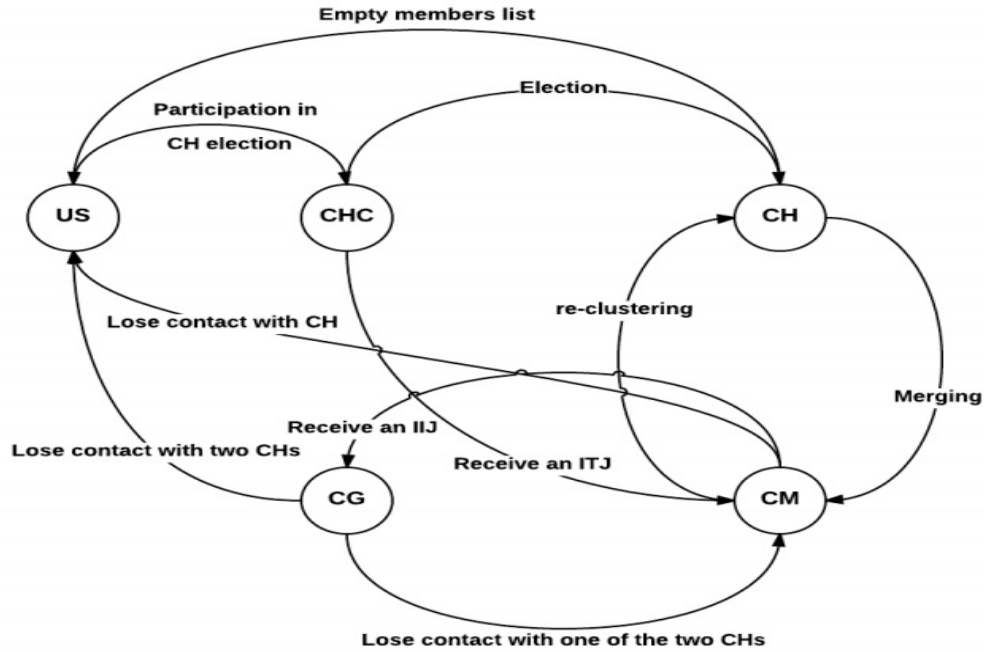 Empty members list
Election
Participation in
CH election
US
CHC
CH
re-clustering
Lose contact with CH
Merging
Receive an IIJ
Lose contact with two CHs
Receive an ITJ
CG
CM
Lose contact with one of the two CHs